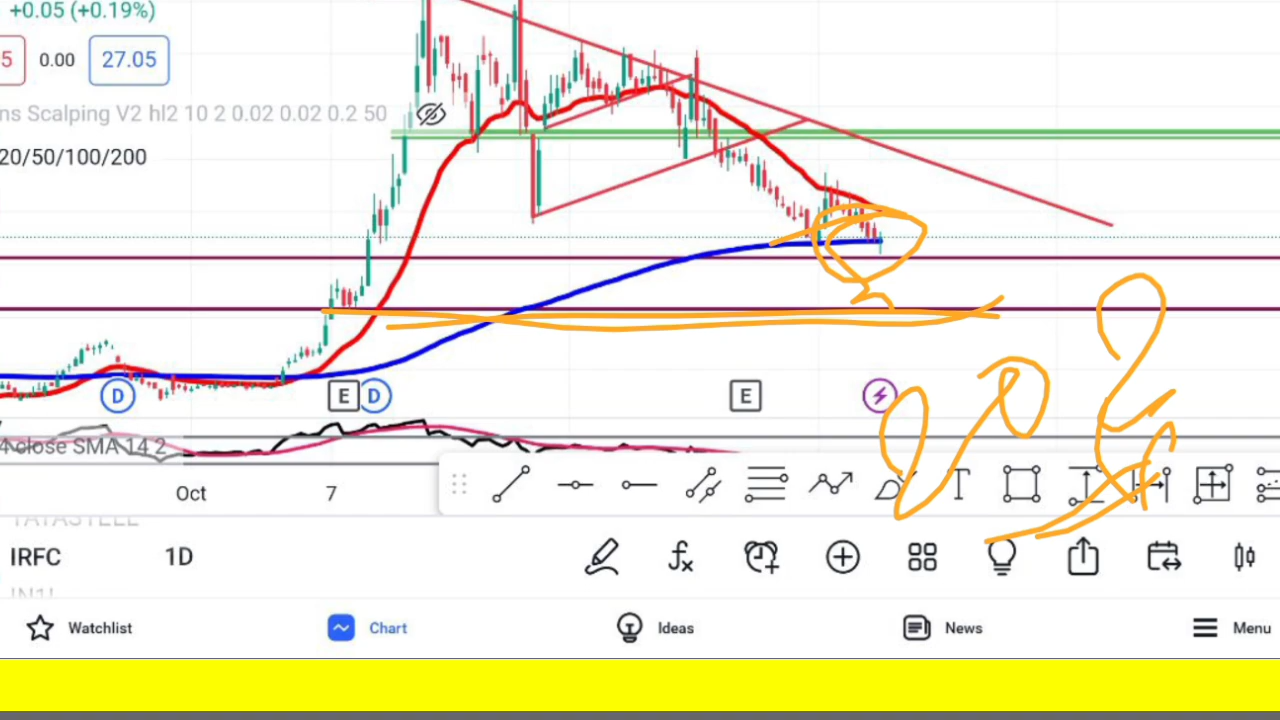 +0.05 (+0.19%)
5 0.00 27.05
ns Scalping V2 hl2 10 2 0.02 0.02 0.2 50
20/50/100/200
D E D E
4 close SMA 14 2
Oct 7
T
TATASTEEL
IRFC 1D
Watchlist Chart Ideas News Menu